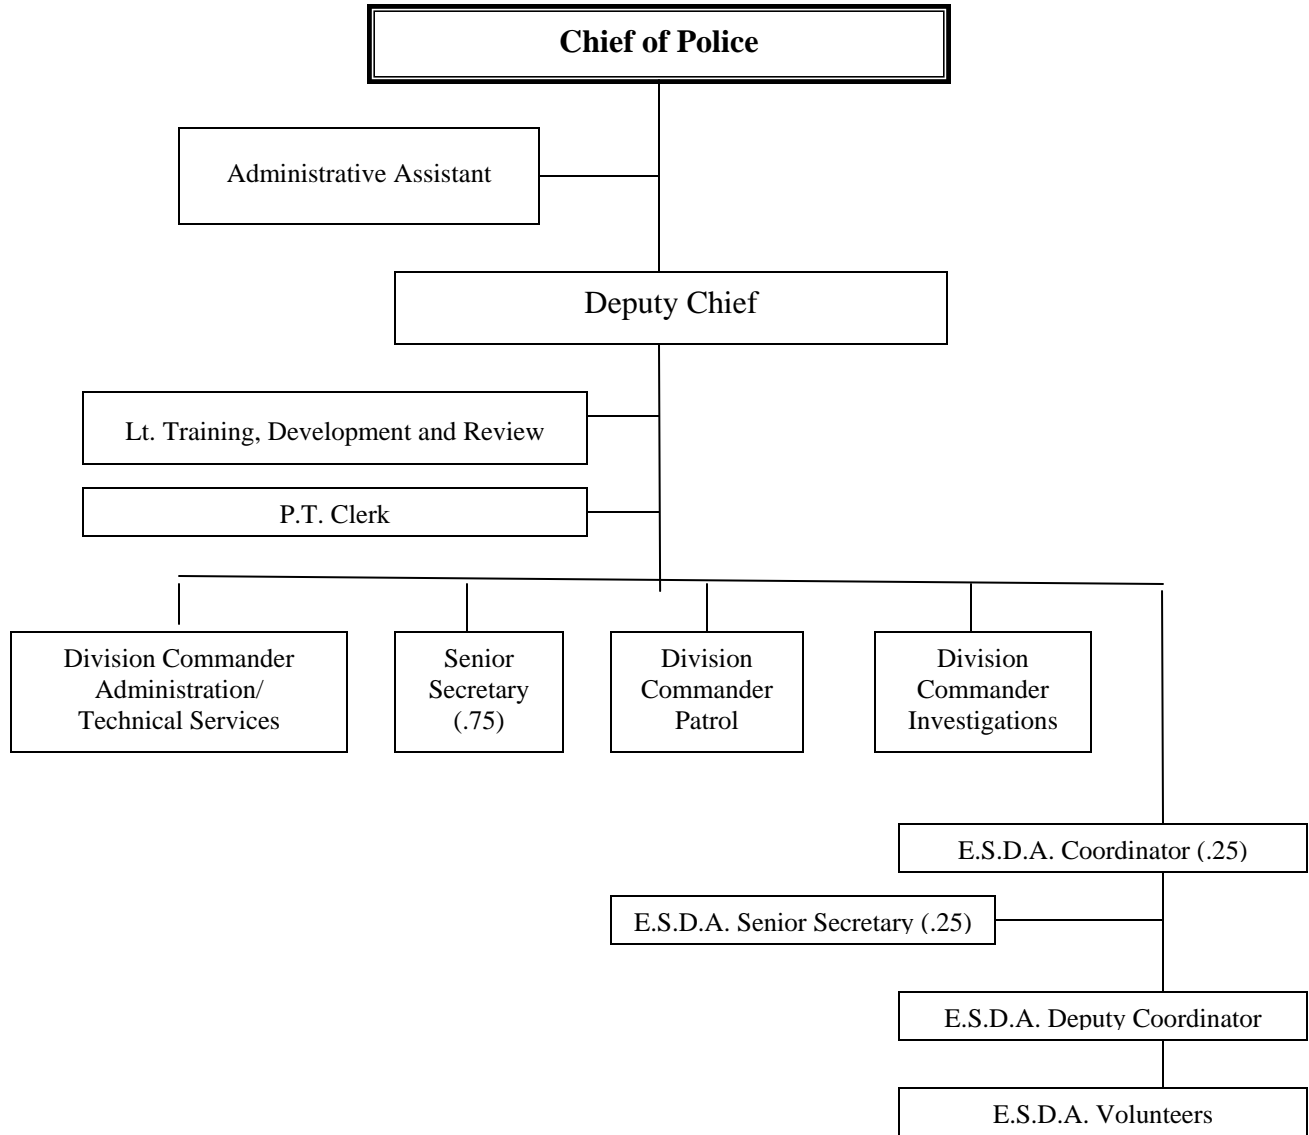 Chief of Police
Administrative Assistant
Deputy Chief
Lt. Training, Development and Review
P.T. Clerk
Division Commander
Administration/
Technical Services
Senior
Secretary
(.75)
Division
Commander
Patrol
Division
Commander
Investigations
E.S.D.A. Coordinator (.25)
E.S.D.A. Senior Secretary (.25)
E.S.D.A. Deputy Coordinator
E.S.D.A. Volunteers